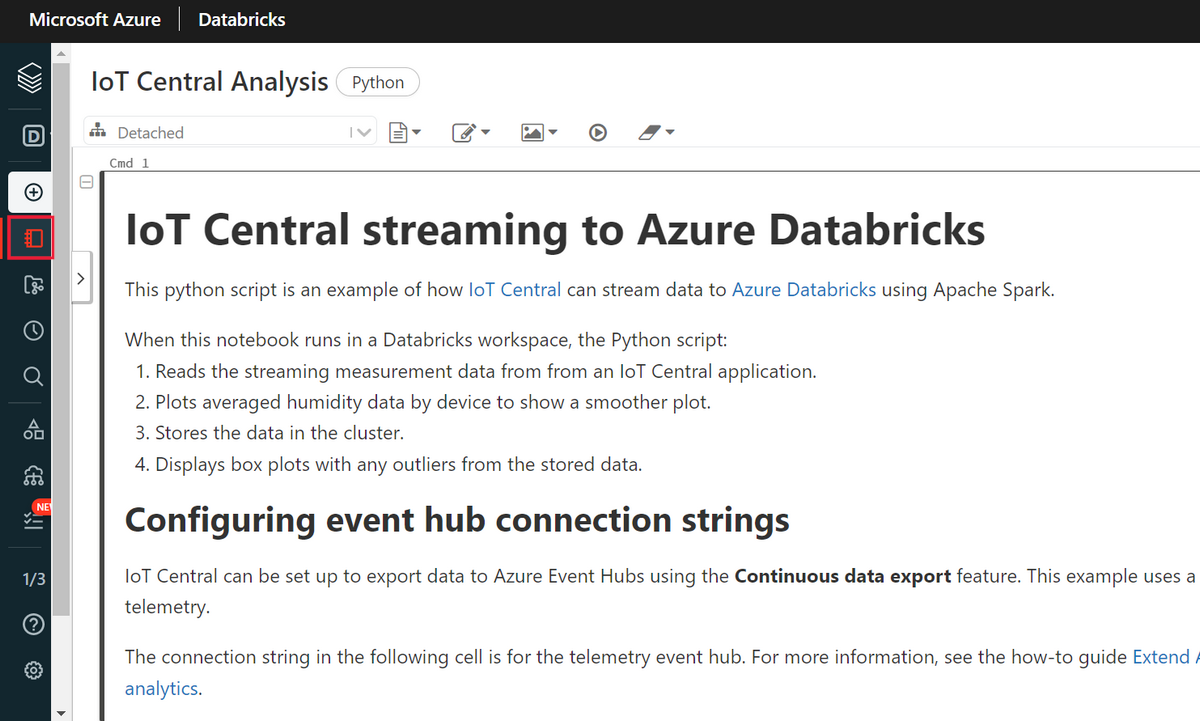 Microsoft Azure Databricks
IoT Central Analysis Python
D
Detached
Cmd 1
IoT Central streaming to Azure Databricks
This python script is an example of how IoT Central can stream data to Azure Databricks using Apache Spark.
When this notebook runs in a Databricks workspace, the Python script:
1. Reads the streaming measurement data from from an IoT Central application.
2. Plots averaged humidity data by device to show a smoother plot.
3. Stores the data in the cluster.
4. Displays box plots with any outliers from the stored data.
NE
Configuring event hub connection strings
1/3
IoT Central can be set up to export data to Azure Event Hubs using the Continuous data export feature. This example uses a
telemetry.
The connection string in the following cell is for the telemetry event hub. For more information, see the how-to guide Extend A
analytics.